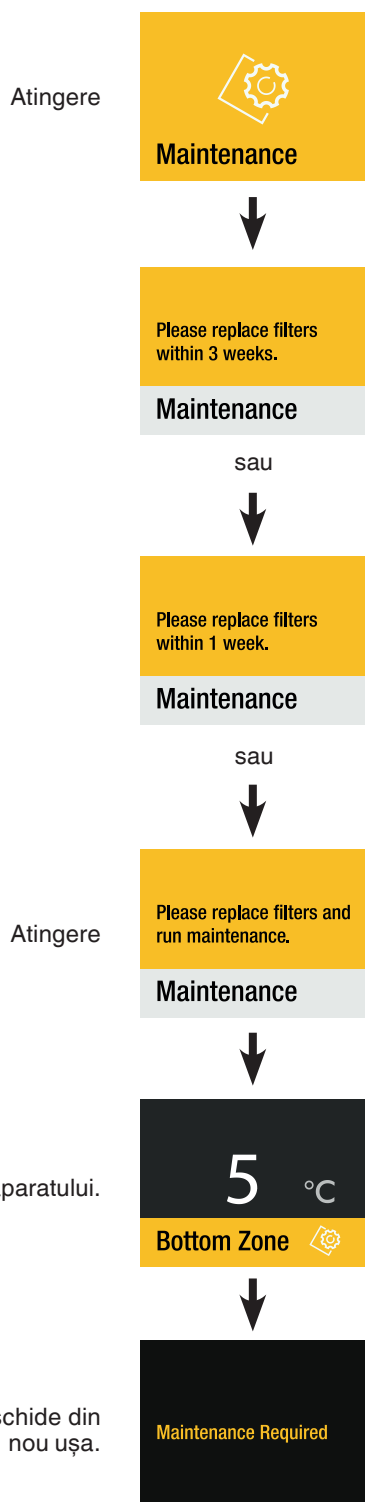 Atingere
Maintenance
Please replace filters
within 3 weeks.
Maintenance
sau
Please replace filters
within 1 week.
Maintenance
sau
Please replace filters and
run maintenance.
Atingere
Maintenance
5 °C
aparatului.
Bottom Zone
schide din
nou ușa.
Maintenance Required